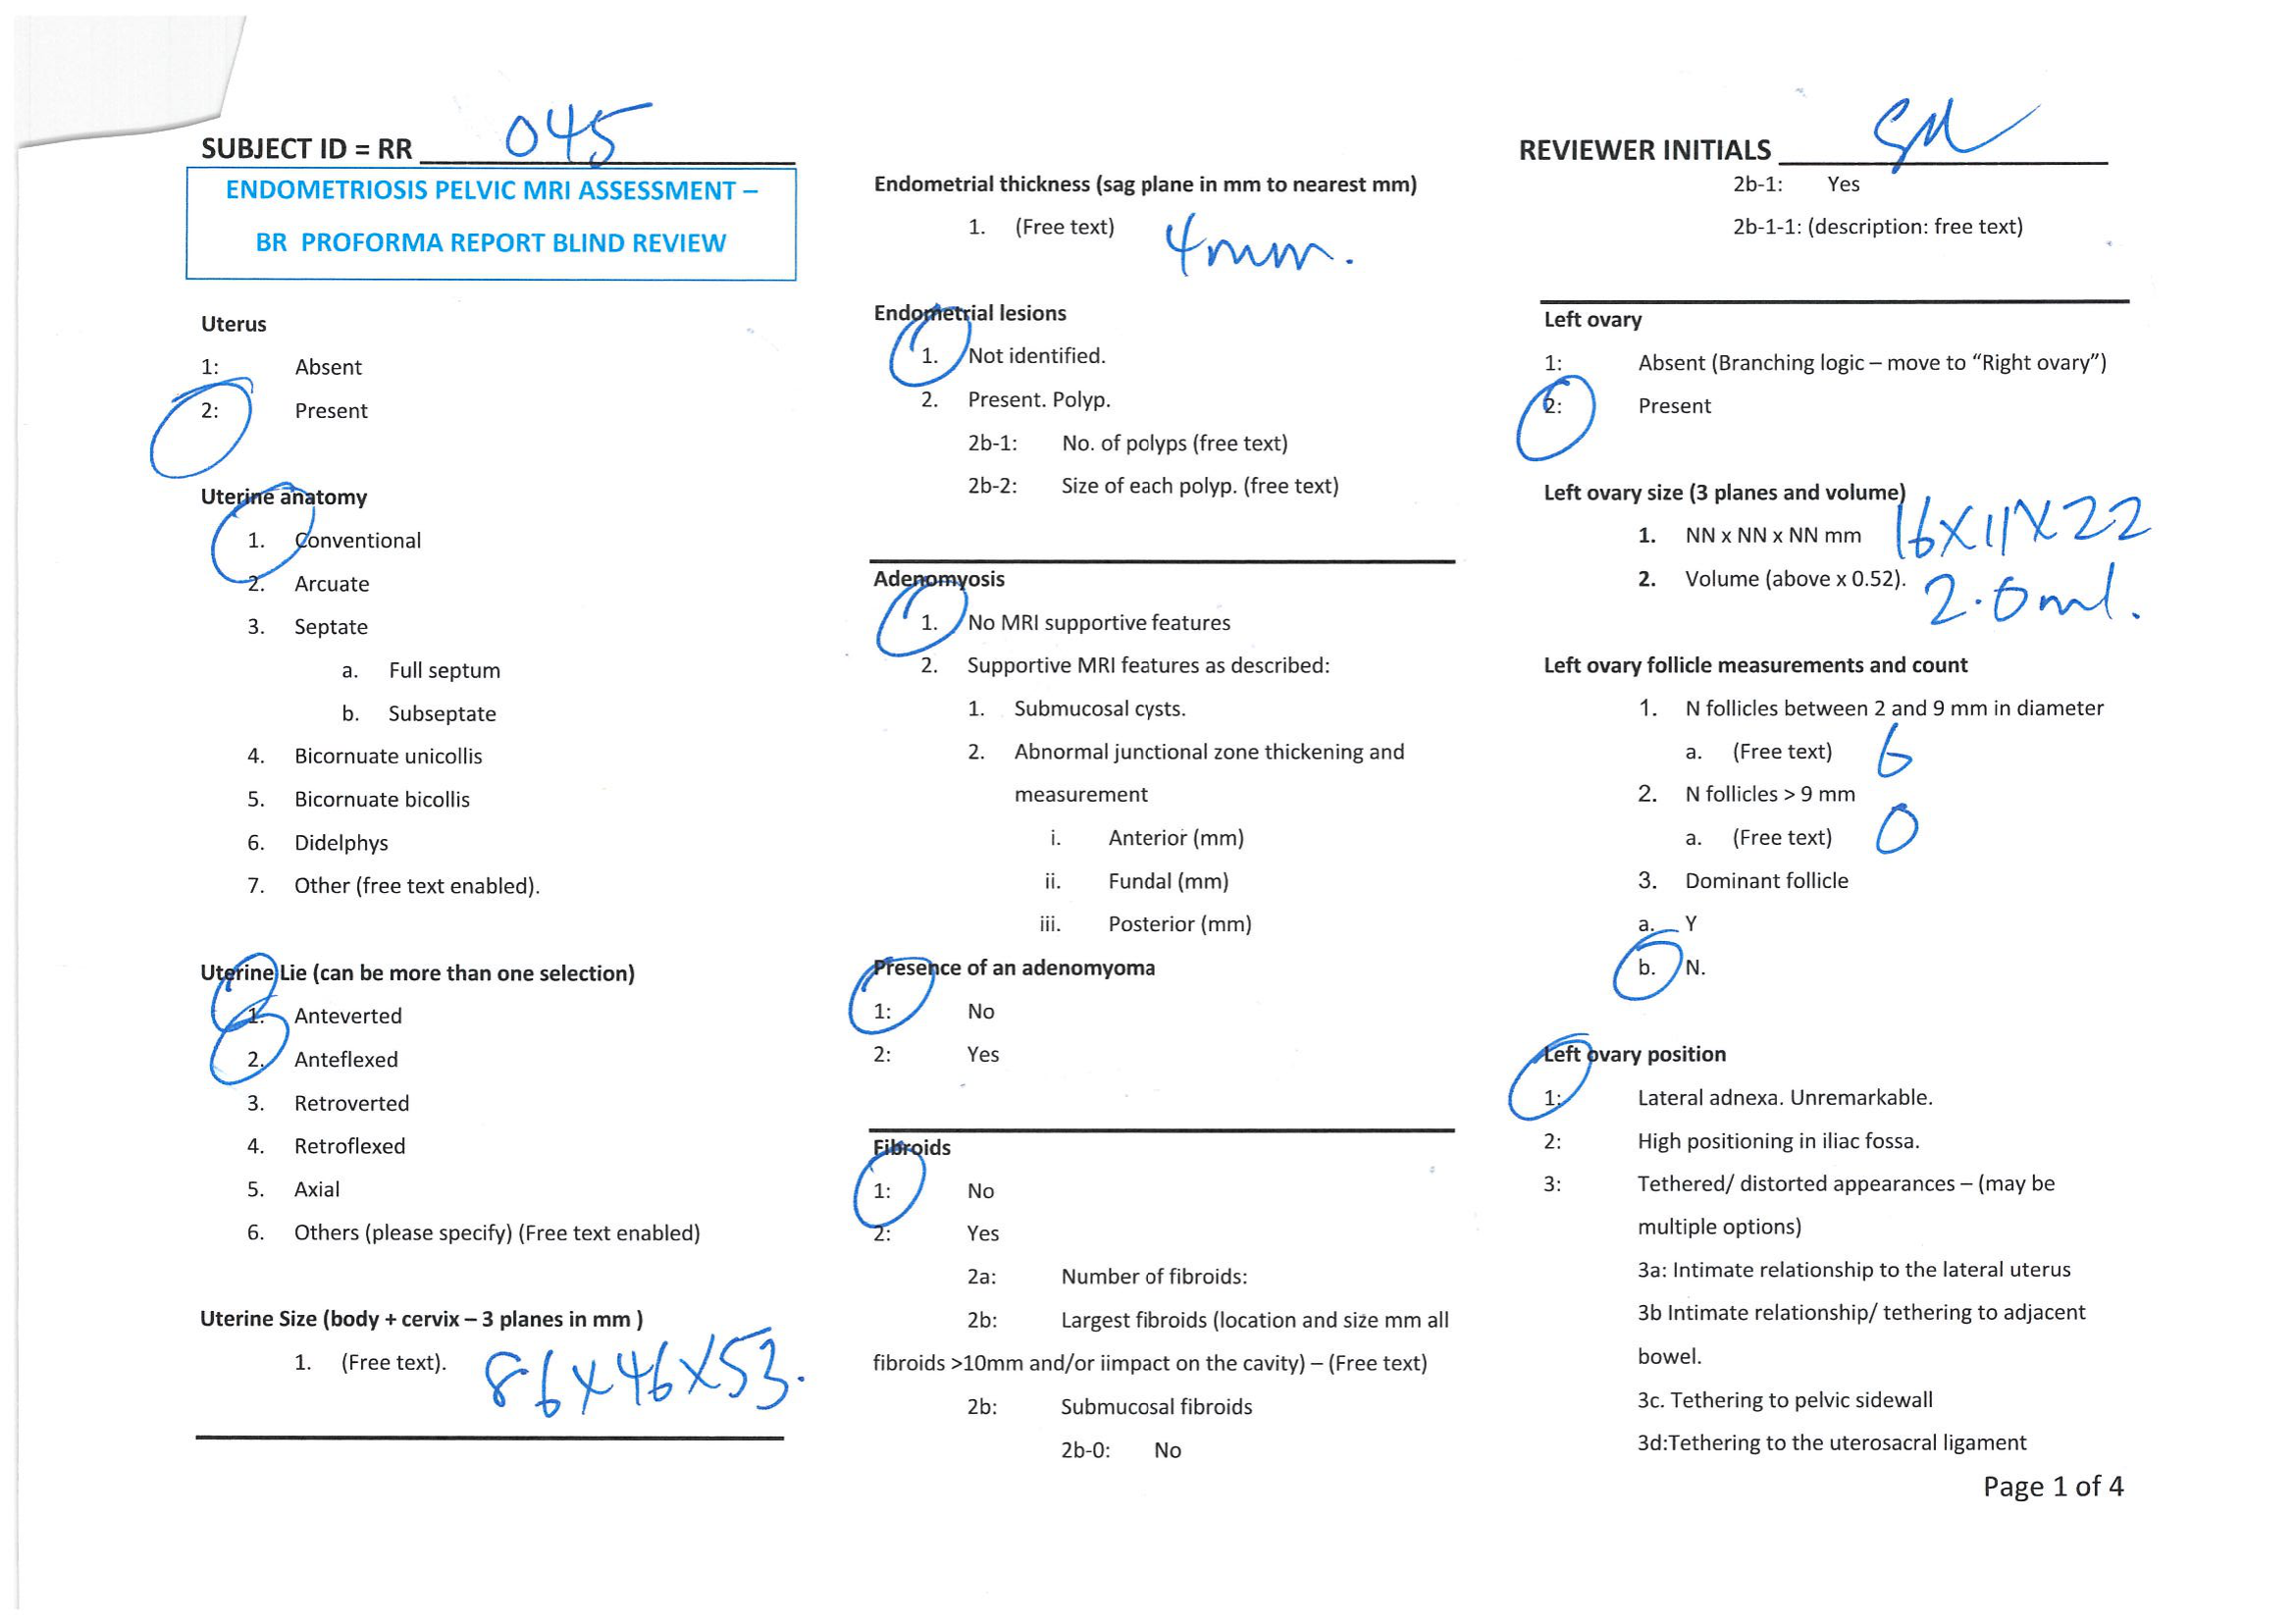 SUBJECT ID = RR 045
ENDOMETRIOSIS PELVIC MRI ASSESSMENT –
BR PROFORMA REPORT BLIND REVIEW
Uterus
1: Absent
2: Present
Uterine anatomy
1. Conventional
2. Arcuate
3. Septate
a. Full septum
b. Subseptate
4. Bicornuate unicollis
5. Bicornuate bicollis
6. Didelphys
7. Other (free text enabled).
Uterine Lie (can be more than one selection)
1. Anteverted
2. Anteflexed
3. Retroverted
4. Retroflexed
5. Axial
6. Others (please specify) (Free text enabled)
Uterine Size (body + cervix – 3 planes in mm )
1. (Free text). 86x46x53.
Endometrial thickness (sag plane in mm to nearest mm)
1. (Free text) 4mm.
Endometrial lesions
1. Not identified.
2. Present. Polyp.
2b-1: No. of polyps (free text)
2b-2: Size of each polyp. (free text)
Adenomyosis
1. No MRI supportive features
2. Supportive MRI features as described:
1. Submucosal cysts.
2. Abnormal junctional zone thickening and
measurement
i. Anterior (mm)
ii. Fundal (mm)
iii. Posterior (mm)
Presence of an adenomyoma
1: No
2: Yes
Fibroids
1: No
2: Yes
2a: Number of fibroids:
2b: Largest fibroids (location and size mm all
fibroids >10mm and/or iimpact on the cavity) – (Free text)
2b: Submucosal fibroids
2b-0: No
REVIEWER INITIALS SM
2b-1: Yes
2b-1-1: (description: free text)
Left ovary
1: Absent (Branching logic – move to “Right ovary”)
2: Present
Left ovary size (3 planes and volume)
1. NN x NN x NN mm 16x11x22
2. Volume (above x 0.52). 2.0ml.
Left ovary follicle measurements and count
1. N follicles between 2 and 9 mm in diameter
a. (Free text) 6
2. N follicles > 9 mm
a. (Free text) 0
3. Dominant follicle
a. Y
b. N.
Left ovary position
1: Lateral adnexa. Unremarkable.
2: High positioning in iliac fossa.
3: Tethered/ distorted appearances – (may be
multiple options)
3a: Intimate relationship to the lateral uterus
3b Intimate relationship/ tethering to adjacent
bowel.
3c. Tethering to pelvic sidewall
3d:Tethering to the uterosacral ligament
Page 1 of 4